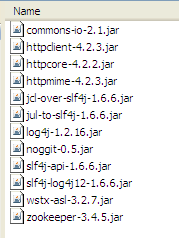 Name
commons-io-2.1.jar
httpclient-4.2.3.jar
httpcore-4.2.2.jar
httpmime-4.2.3.jar
jcl-over-slf4j-1.6.6.jar
jul-to-slf4j-1.6.6.jar
log4j-1.2.16.jar
noggit-0.5.jar
slf4j-api-1.6.6.jar
slf4j-log4j12-1.6.6.jar
wstx-asl-3.2.7.jar
zookeeper-3.4.5.jar